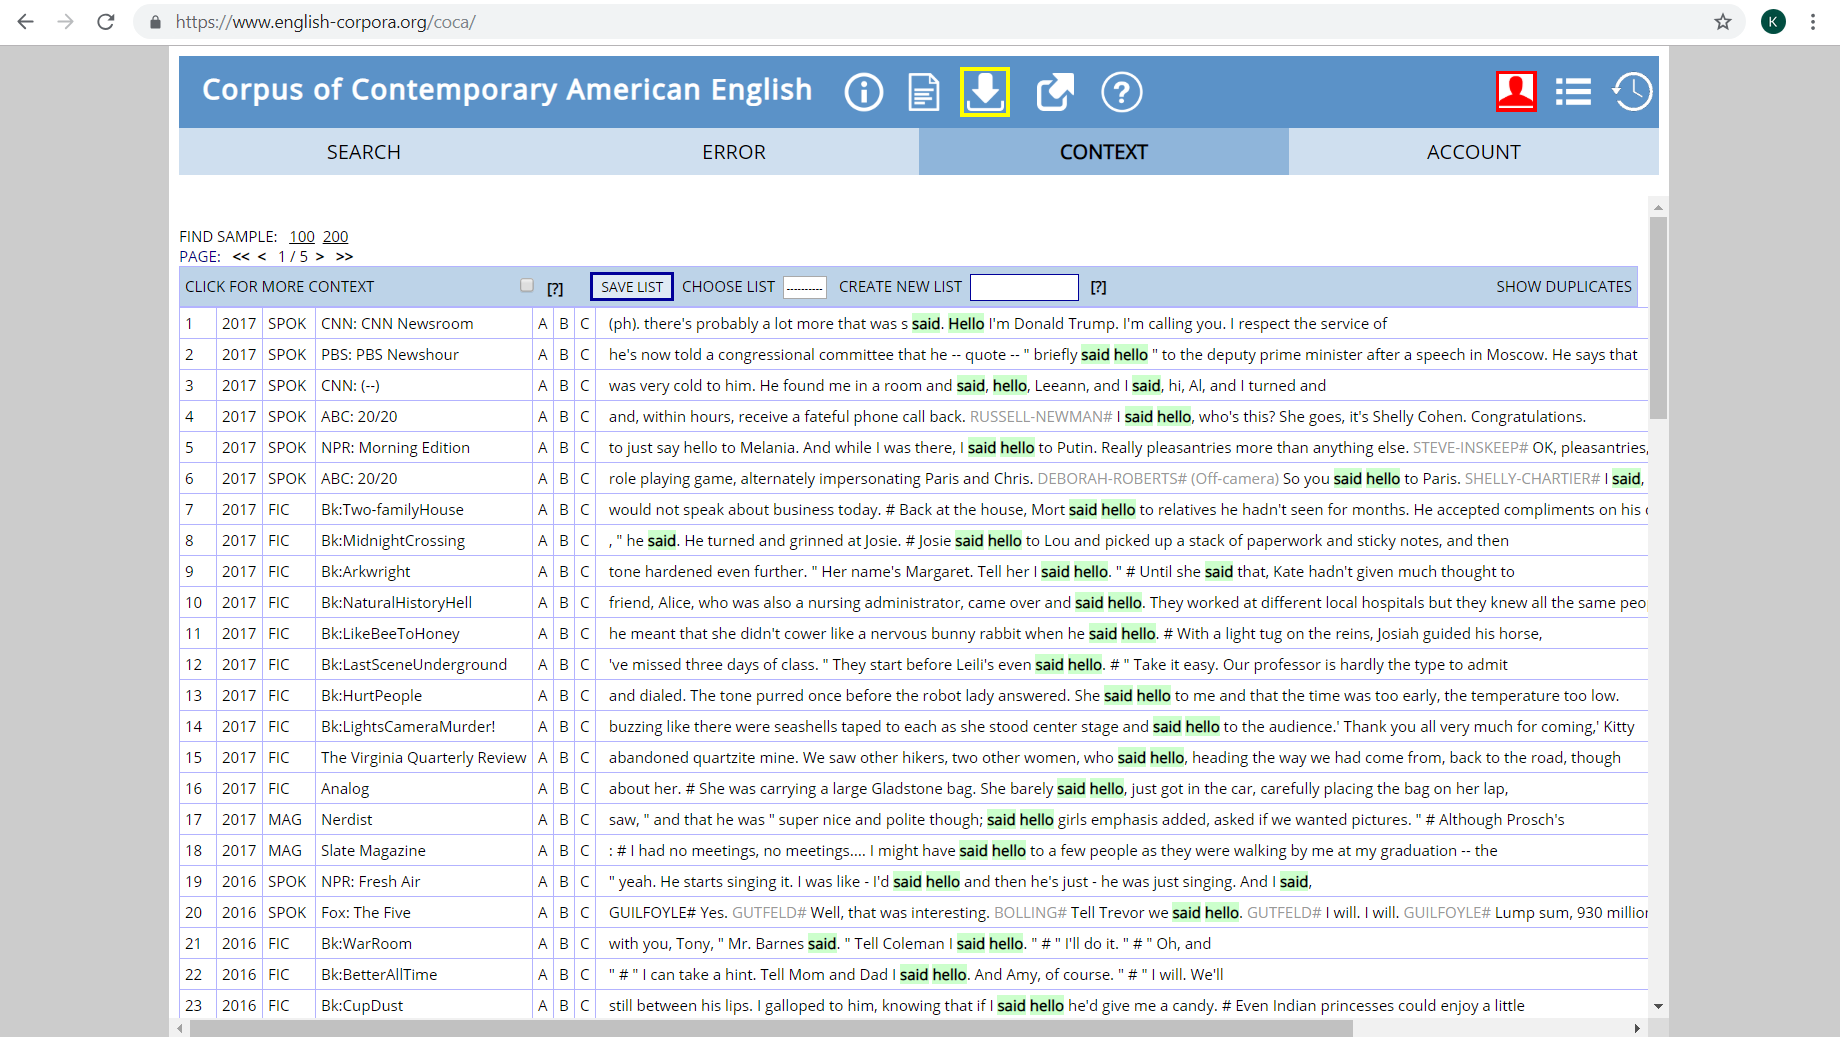 https://www.english-corpora.org/coca/
K
Corpus of Contemporary American English
SEARCH ERROR CONTEXT ACCOUNT
FIND SAMPLE: 100 200
PAGE: << < 1 / 5 > >>
CLICK FOR MORE CONTEXT [?] SAVE LIST CHOOSE LIST ---------- CREATE NEW LIST [?] SHOW DUPLICATES
1 2017 SPOK CNN: CNN Newsroom A B C (ph). there's probably a lot more that was s said. Hello I'm Donald Trump. I'm calling you. I respect the service of
2 2017 SPOK PBS: PBS Newshour A B C he's now told a congressional committee that he -- quote -- " briefly said hello " to the deputy prime minister after a speech in Moscow. He says that
3 2017 SPOK CNN: (--) A B C was very cold to him. He found me in a room and said, hello, Leeann, and I said, hi, Al, and I turned and
4 2017 SPOK ABC: 20/20 A B C and, within hours, receive a fateful phone call back. RUSSELL-NEWMAN# I said hello, who's this? She goes, it's Shelly Cohen. Congratulations.
5 2017 SPOK NPR: Morning Edition A B C to just say hello to Melania. And while I was there, I said hello to Putin. Really pleasantries more than anything else. STEVE-INSKEEP# OK, pleasantries,
6 2017 SPOK ABC: 20/20 A B C role playing game, alternately impersonating Paris and Chris. DEBORAH-ROBERTS# (Off-camera) So you said hello to Paris. SHELLY-CHARTIER# I said,
7 2017 FIC Bk:Two-familyHouse A B C would not speak about business today. # Back at the house, Mort said hello to relatives he hadn't seen for months. He accepted compliments on his
8 2017 FIC Bk:MidnightCrossing A B C , " he said. He turned and grinned at Josie. # Josie said hello to Lou and picked up a stack of paperwork and sticky notes, and then
9 2017 FIC Bk:Arkwright A B C tone hardened even further. " Her name's Margaret. Tell her I said hello. " # Until she said that, Kate hadn't given much thought to
10 2017 FIC Bk:NaturalHistoryHell A B C friend, Alice, who was also a nursing administrator, came over and said hello. They worked at different local hospitals but they knew all the same
11 2017 FIC Bk:LikeBeeToHoney A B C he meant that she didn't cower like a nervous bunny rabbit when he said hello. # With a light tug on the reins, Josiah guided his horse,
12 2017 FIC Bk:LastSceneUnderground A B C 've missed three days of class. " They start before Leili's even said hello. # " Take it easy. Our professor is hardly the type to admit
13 2017 FIC Bk:HurtPeople A B C and dialed. The tone purred once before the robot lady answered. She said hello to me and that the time was too early, the temperature too low.
14 2017 FIC Bk:LightsCameraMurder! A B C buzzing like there were seashells taped to each as she stood center stage and said hello to the audience.' Thank you all very much for coming,' Kitty
15 2017 FIC The Virginia Quarterly Review A B C abandoned quartzite mine. We saw other hikers, two other women, who said hello, heading the way we had come from, back to the road, though
16 2017 FIC Analog A B C about her. # She was carrying a large Gladstone bag. She barely said hello, just got in the car, carefully placing the bag on her lap,
17 2017 MAG Nerdist A B C saw, " and that he was " super nice and polite though; said hello girls emphasis added, asked if we wanted pictures. " # Although Prosch's
18 2017 MAG Slate Magazine A B C : # I had no meetings, no meetings.... I might have said hello to a few people as they were walking by me at my graduation -- the
19 2016 SPOK NPR: Fresh Air A B C " yeah. He starts singing it. I was like - I'd said hello and then he's just - he was just singing. And I said,
20 2016 SPOK Fox: The Five A B C GUILFOYLE# Yes. GUTFELD# Well, that was interesting. BOLLING# Tell Trevor we said hello. GUTFELD# I will. I will. GUILFOYLE# Lump sum, 930
21 2016 FIC Bk:WarRoom A B C with you, Tony, " Mr. Barnes said. " Tell Coleman I said hello. " # " I'll do it. " # " Oh, and
22 2016 FIC Bk:BetterAllTime A B C " # " I can take a hint. Tell Mom and Dad I said hello. And Amy, of course. " # " I will. We'll
23 2016 FIC Bk:CupDust A B C still between his lips. I galloped to him, knowing that if I said hello he'd give me a candy. # Even Indian princesses could enjoy a little